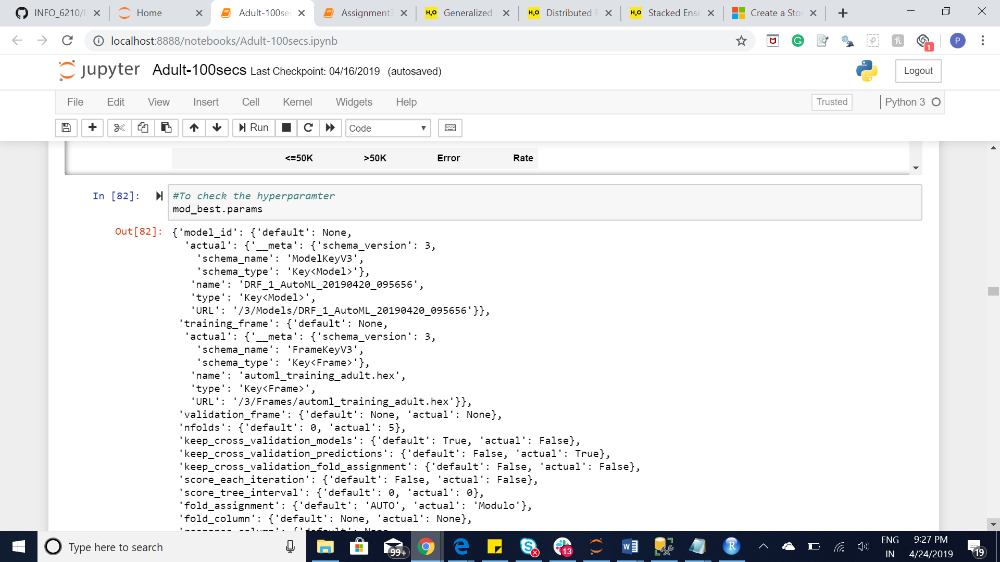 INFO_6210/
Home
Adult-100sec
Assignment3
H2O Generalized
H2O Distributed R
H2O Stacked Ense
Create a Stor
localhost:8888/notebooks/Adult-100secs.ipynb
1
P
jupyter Adult-100secs Last Checkpoint: 04/16/2019 (autosaved)
Logout
File Edit View Insert Cell Kernel Widgets Help
Trusted
Python 3
Run
Code
<=50K >50K Error Rate
In [82]:
#To check the hyperparamter
mod_best.params
Out[82]:
{'model_id': {'default': None,
'actual': {'__meta': {'schema_version': 3,
'schema_name': 'ModelKeyV3',
'schema_type': 'Key<Model>'},
'name': 'DRF_1_AutoML_20190420_095656',
'type': 'Key<Model>',
'URL': '/3/Models/DRF_1_AutoML_20190420_095656'}},
'training_frame': {'default': None,
'actual': {'__meta': {'schema_version': 3,
'schema_name': 'FrameKeyV3',
'schema_type': 'Key<Frame>'},
'name': 'automl_training_adult.hex',
'type': 'Key<Frame>',
'URL': '/3/Frames/automl_training_adult.hex'}},
'validation_frame': {'default': None, 'actual': None},
'nfolds': {'default': 0, 'actual': 5},
'keep_cross_validation_models': {'default': True, 'actual': False},
'keep_cross_validation_predictions': {'default': False, 'actual': True},
'keep_cross_validation_fold_assignment': {'default': False, 'actual': False},
'score_each_iteration': {'default': False, 'actual': False},
'score_tree_interval': {'default': 0, 'actual': 0},
'fold_assignment': {'default': 'AUTO', 'actual': 'Modulo'},
'fold_column': {'default': None, 'actual': None},
'response_column': {'default': None,
Type here to search
99+
13
R
ENG
IN
9:27 PM
4/24/2019
19